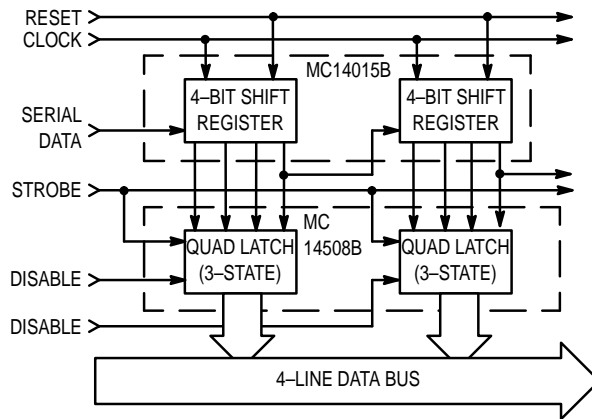 RESET
CLOCK
MC14015B
4–BIT SHIFT
REGISTER
4–BIT SHIFT
REGISTER
SERIAL
DATA
STROBE
MC
14508B
QUAD LATCH
(3–STATE)
QUAD LATCH
(3–STATE)
DISABLE
DISABLE
4–LINE DATA BUS